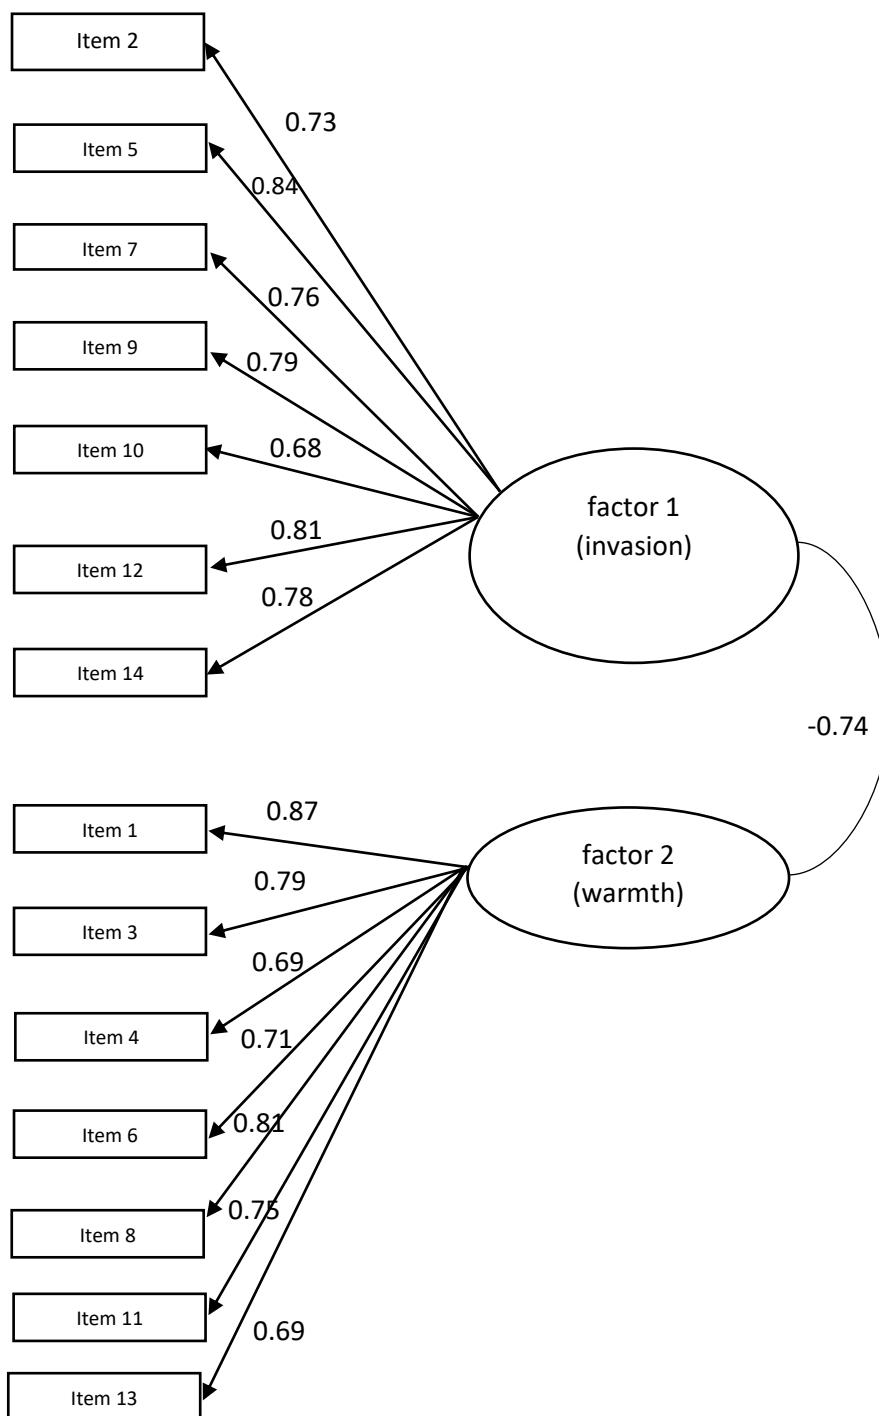 Item 2
0.73
Item 5
0.84
Item 7
0.76
Item 9
0.79
Item 10
0.68
factor 1
(invasion)
0.81
Item 12
0.78
Item 14
-0.74
Item 1
0.87
factor 2
(warmth)
0.79
Item 3
0.69
Item 4
0.71
Item 6
0.81
Item 8
0.75
Item 11
0.69
Item 13